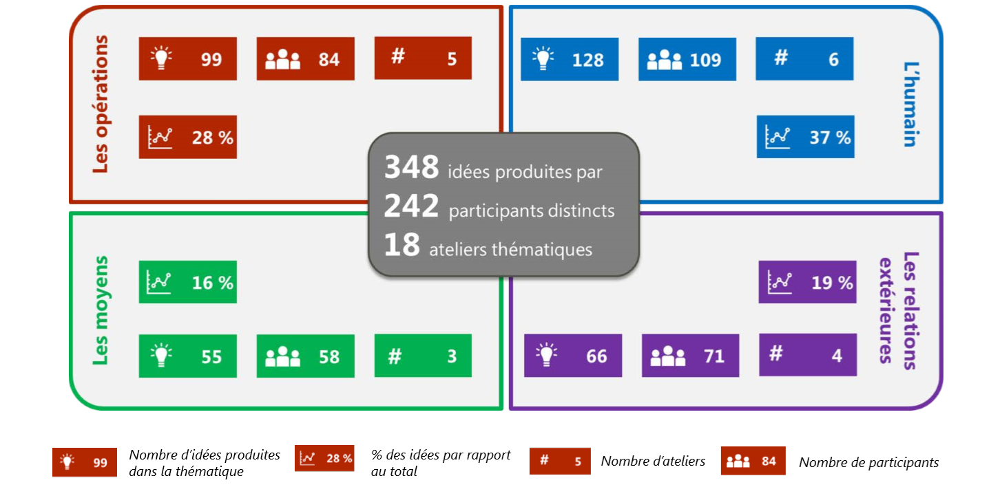 Les opérations
99
84
# 5
28 %
128
109
# 6
37 %
L'humain
348 idées produites par
242 participants distincts
18 ateliers thématiques
Les moyens
16 %
55
58
# 3
19 %
66
71
# 4
Les relations
extérieures
99
Nombre d'idées produites
dans la thématique
28 %
% des idées par rapport
au total
# 5
Nombre d'ateliers
84
Nombre de participants